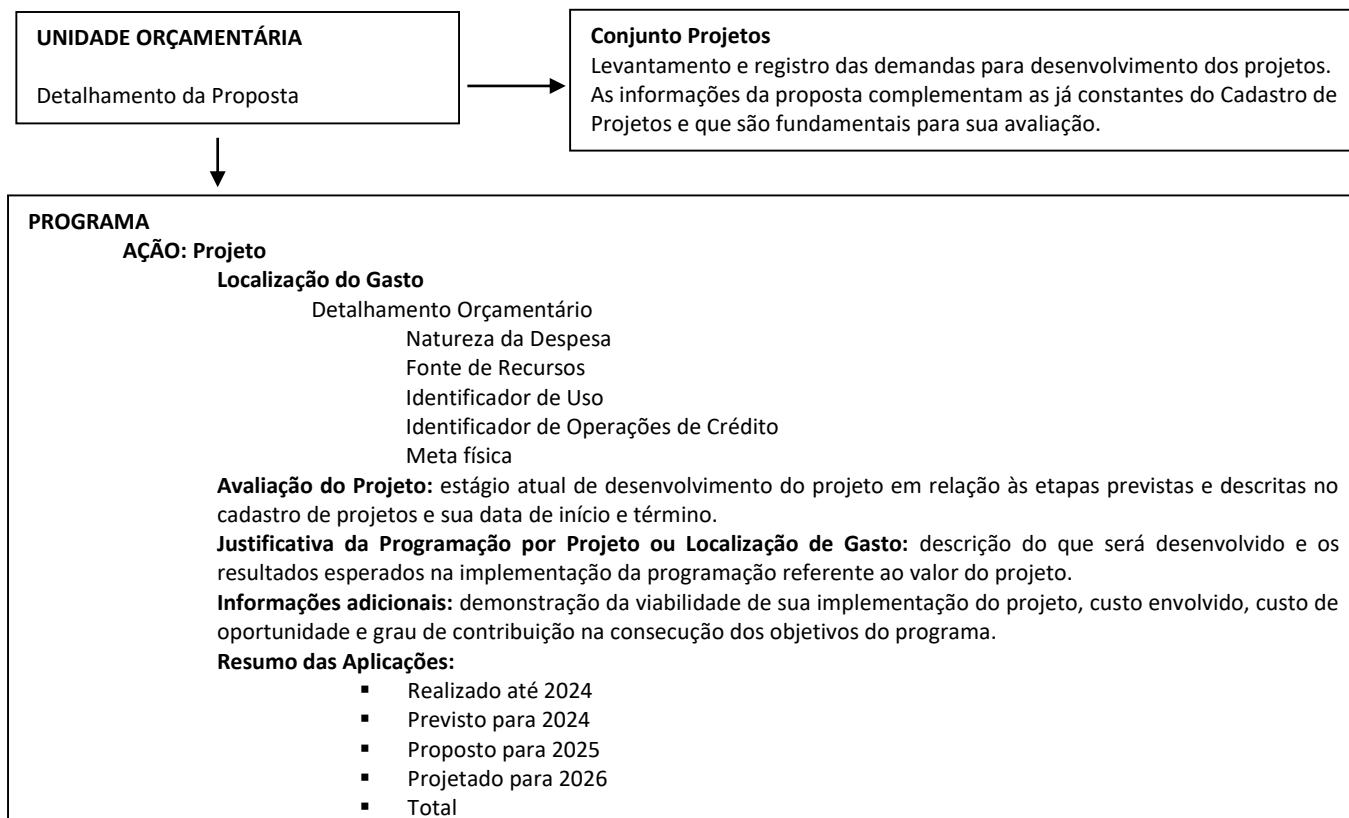 UNIDADE ORÇAMENTÁRIA
Detalhamento da Proposta
Conjunto Projetos
Levantamento e registro das demandas para desenvolvimento dos projetos.
As informações da proposta complementam as já constantes do Cadastro de
Projetos e que são fundamentais para sua avaliação.
PROGRAMA
AÇÃO: Projeto
Localização do Gasto
Detalhamento Orçamentário
Natureza da Despesa
Fonte de Recursos
Identificador de Uso
Identificador de Operações de Crédito
Meta física
Avaliação do Projeto: estágio atual de desenvolvimento do projeto em relação às etapas previstas e descritas no
cadastro de projetos e sua data de início e término.
Justificativa da Programação por Projeto ou Localização de Gasto: descrição do que será desenvolvido e os
resultados esperados na implementação da programação referente ao valor do projeto.
Informações adicionais: demonstração da viabilidade de sua implementação do projeto, custo envolvido, custo de
oportunidade e grau de contribuição na consecução dos objetivos do programa.
Resumo das Aplicações:
▪ Realizado até 2024
▪ Previsto para 2024
▪ Proposto para 2025
▪ Projetado para 2026
▪ Total